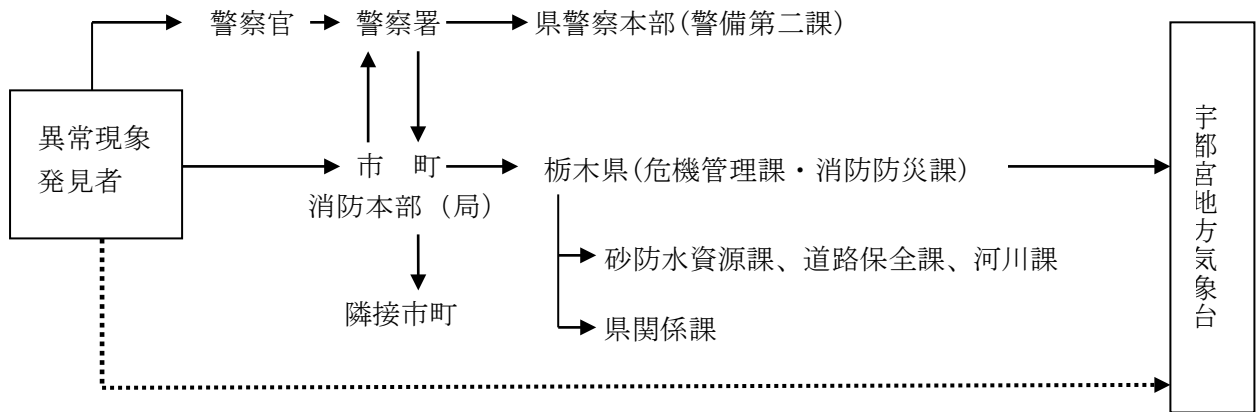 警察官
警察署
県警察本部(警備第二課)
異常現象
発見者
市　町
消防本部（局）
栃木県(危機管理課・消防防災課)
砂防水資源課、道路保全課、河川課
隣接市町
県関係課
宇都宮地方気象台